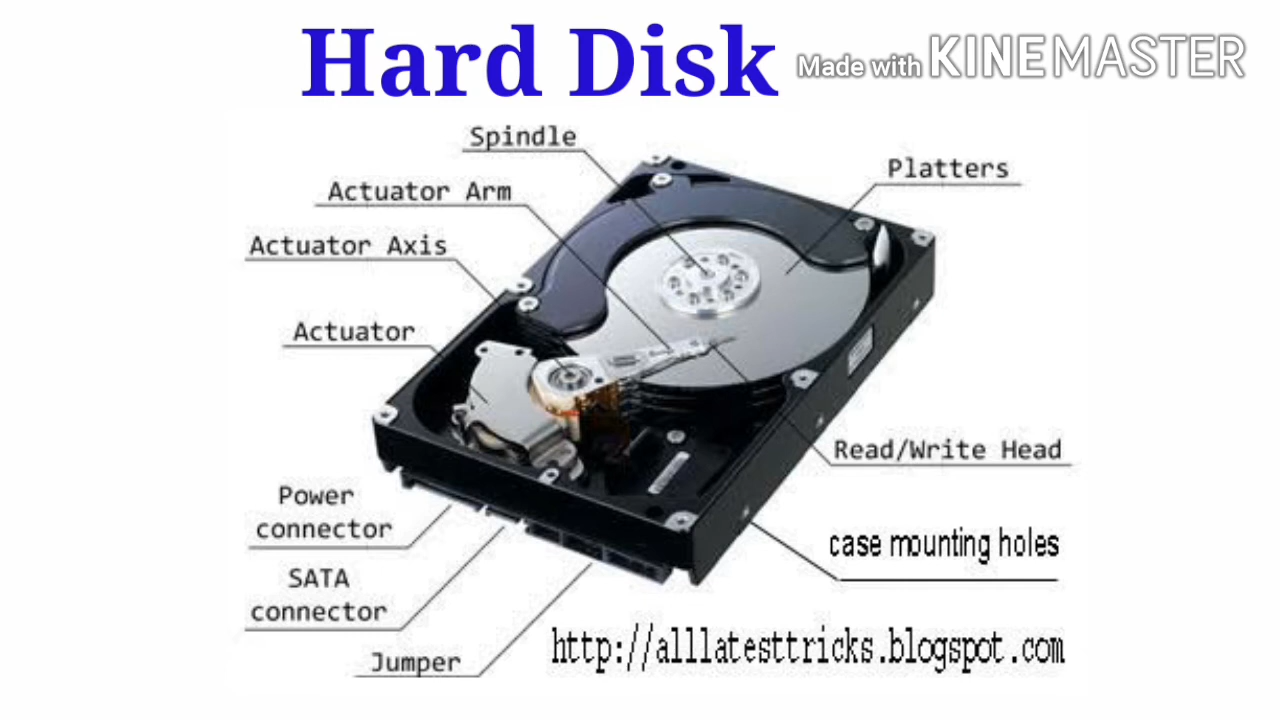 Hard Disk
Made with KINEMASTER
Spindle
Platters
Actuator Arm
Actuator Axis
Actuator
Read/Write Head
Power
connector
case mounting holes
SATA
connector
http://alllatesttricks.blogspot.com
Jumper